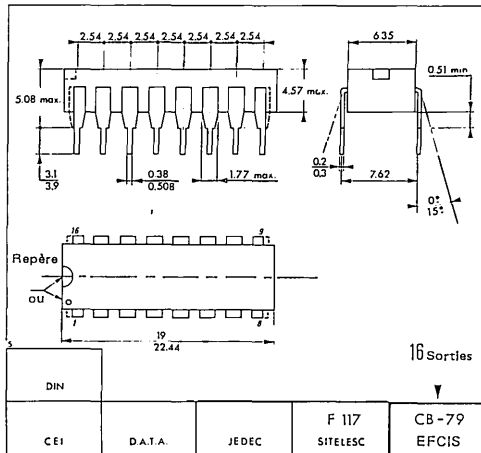 2.54 2.54 2.54 2.54 2.54 2.54
6.35
5.08 max.
4.57 max.
0.51 min
3.1
3.9
0.38
0.508
1.77 max.
0.2
0.3
7.62
0°
15°
16
9
Repère
ou
1
8
19
22.44
16 Sorties
DIN
CEI
D.A.T.A.
JEDEC
F 117
SITELESC
CB-79
EFCIS